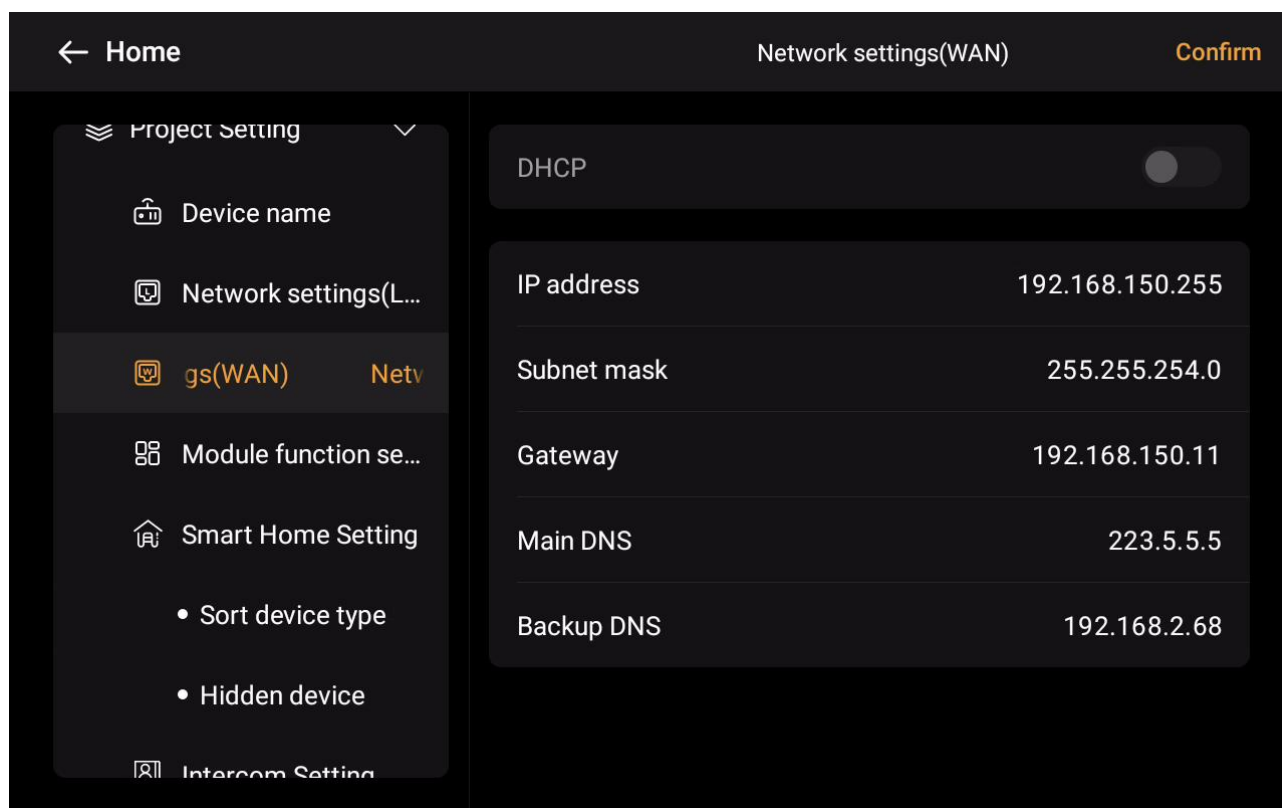 Home
Network settings(WAN)
Confirm
Project Setting
Device name
Network settings(L...
gs(WAN) Netw
Module function se...
Smart Home Setting
• Sort device type
• Hidden device
Intercom Setting
DHCP
IP address 192.168.150.255
Subnet mask 255.255.254.0
Gateway 192.168.150.11
Main DNS 223.5.5.5
Backup DNS 192.168.2.68